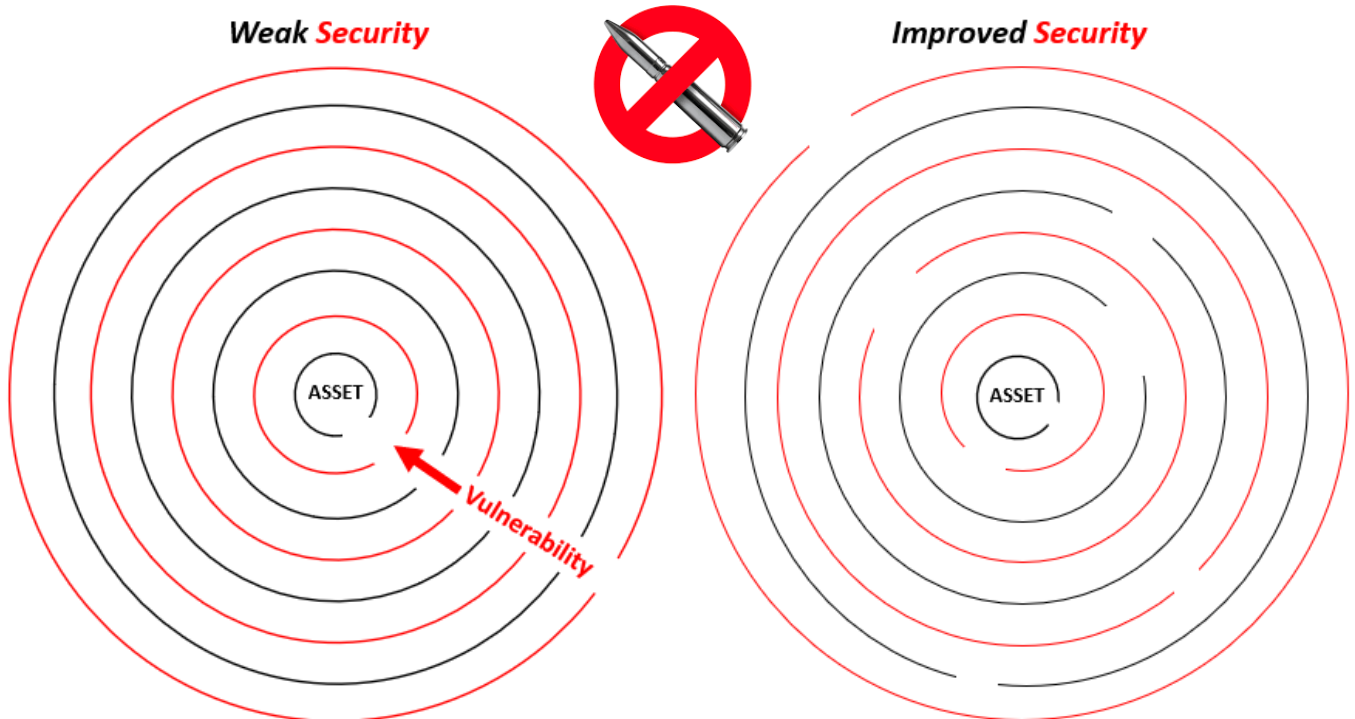 Weak Security
Improved Security
ASSET
Vulnerability
ASSET